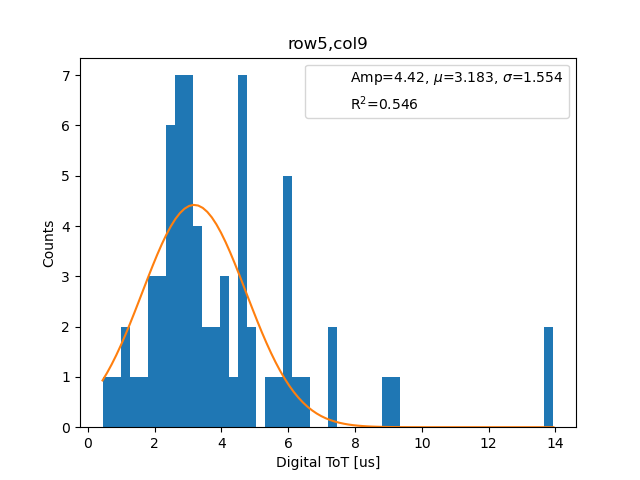 row5,col9
Amp=4.42, μ=3.183, σ=1.554
R²=0.546
7
6
5
4
3
2
1
0
Counts
0 2 4 6 8 10 12 14
Digital ToT [us]